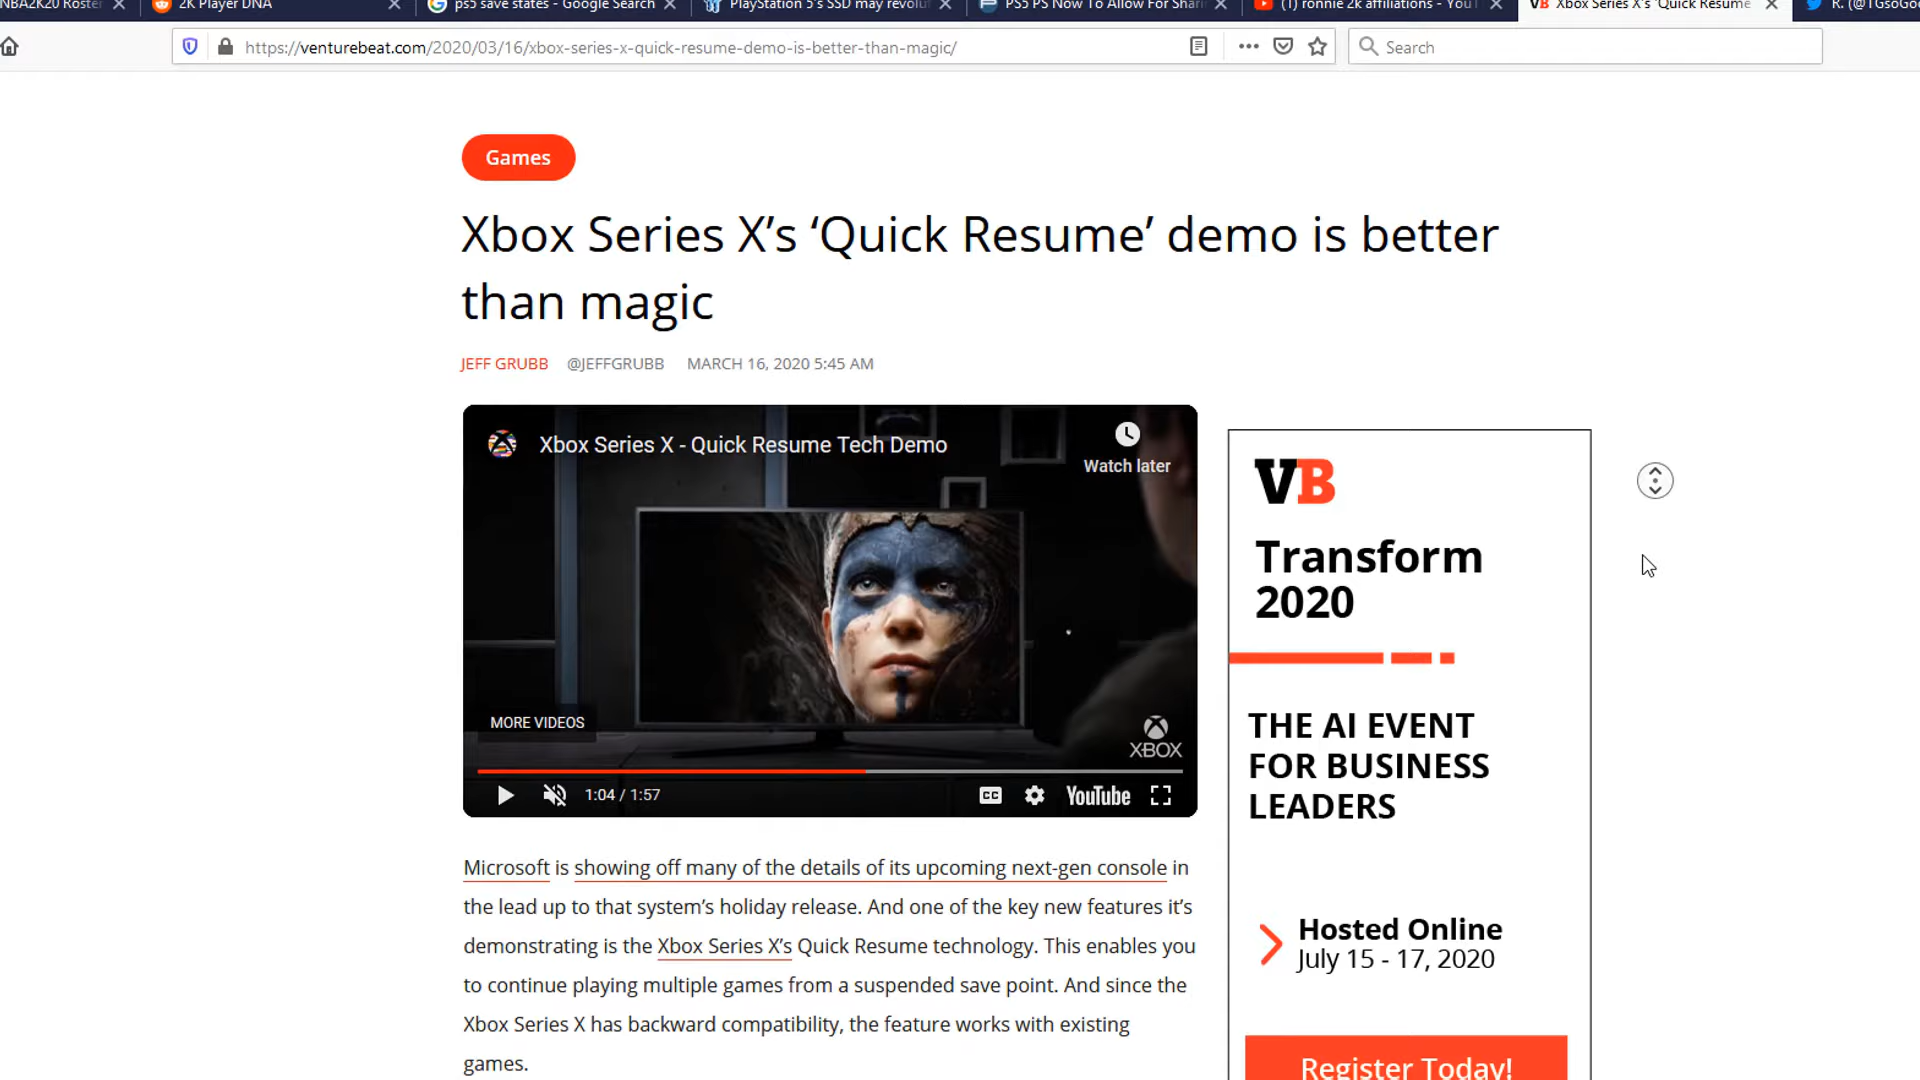 NBA2K20 Roster
2K Player DNA
ps5 save states - Google Search
PlayStation 5's SSD may revolut
PS5 PS Now To Allow For Shari
(1) ronnie 2k affiliations - YouT
VB Xbox Series X's 'Quick Resume'
R. (@TGsoGoo
https://venturebeat.com/2020/03/16/xbox-series-x-quick-resume-demo-is-better-than-magic/
Search
Games
Xbox Series X’s ‘Quick Resume’ demo is better
than magic
JEFF GRUBB @JEFFGRUBB MARCH 16, 2020 5:45 AM
Xbox Series X - Quick Resume Tech Demo
Watch later
MORE VIDEOS
XBOX
1:04 / 1:57
CC
YouTube
VB
Transform
2020
THE AI EVENT
FOR BUSINESS
LEADERS
Hosted Online
July 15 - 17, 2020
Register Today!
Microsoft is showing off many of the details of its upcoming next-gen console in
the lead up to that system’s holiday release. And one of the key new features it’s
demonstrating is the Xbox Series X’s Quick Resume technology. This enables you
to continue playing multiple games from a suspended save point. And since the
Xbox Series X has backward compatibility, the feature works with existing
games.